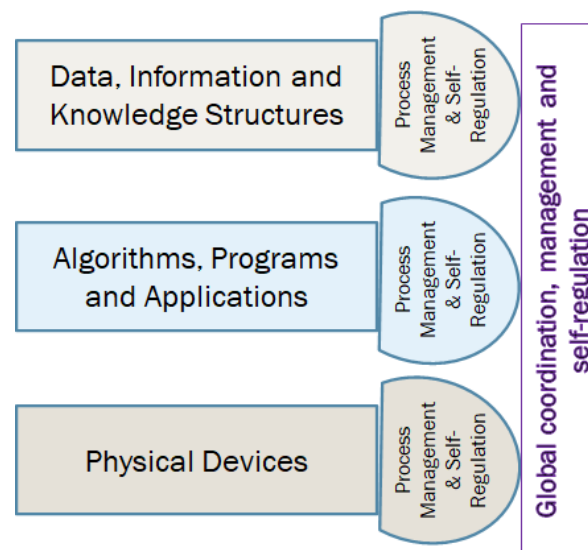 Data, Information and
Knowledge Structures
Process
Management
& Self-
Regulation
Algorithms, Programs
and Applications
Process
Management
& Self-
Regulation
Physical Devices
Process
Management
& Self-
Regulation
Global coordination, management and
self-regulation